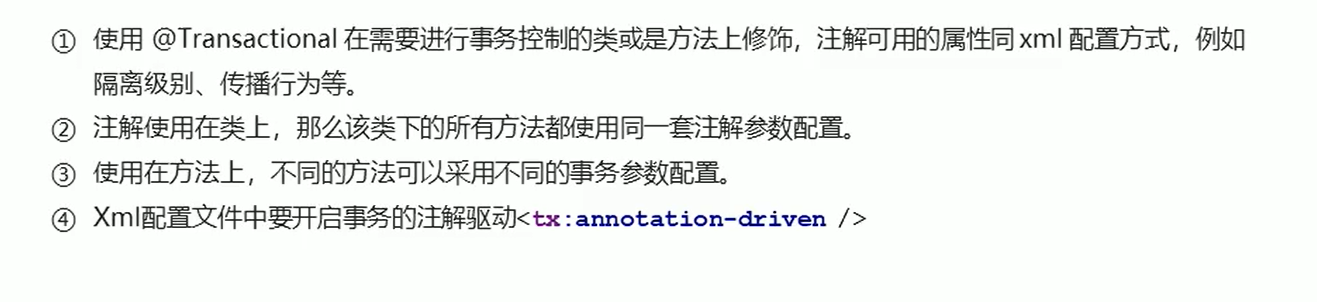 ① 使用 @Transactional 在需要进行事务控制的类或是方法上修饰，注解可用的属性同 xml 配置方式，例如
隔离级别、传播行为等。
② 注解使用在类上，那么该类下的所有方法都使用同一套注解参数配置。
③ 使用在方法上，不同的方法可以采用不同的事务参数配置。
④ Xml配置文件中要开启事务的注解驱动<tx:annotation-driven />